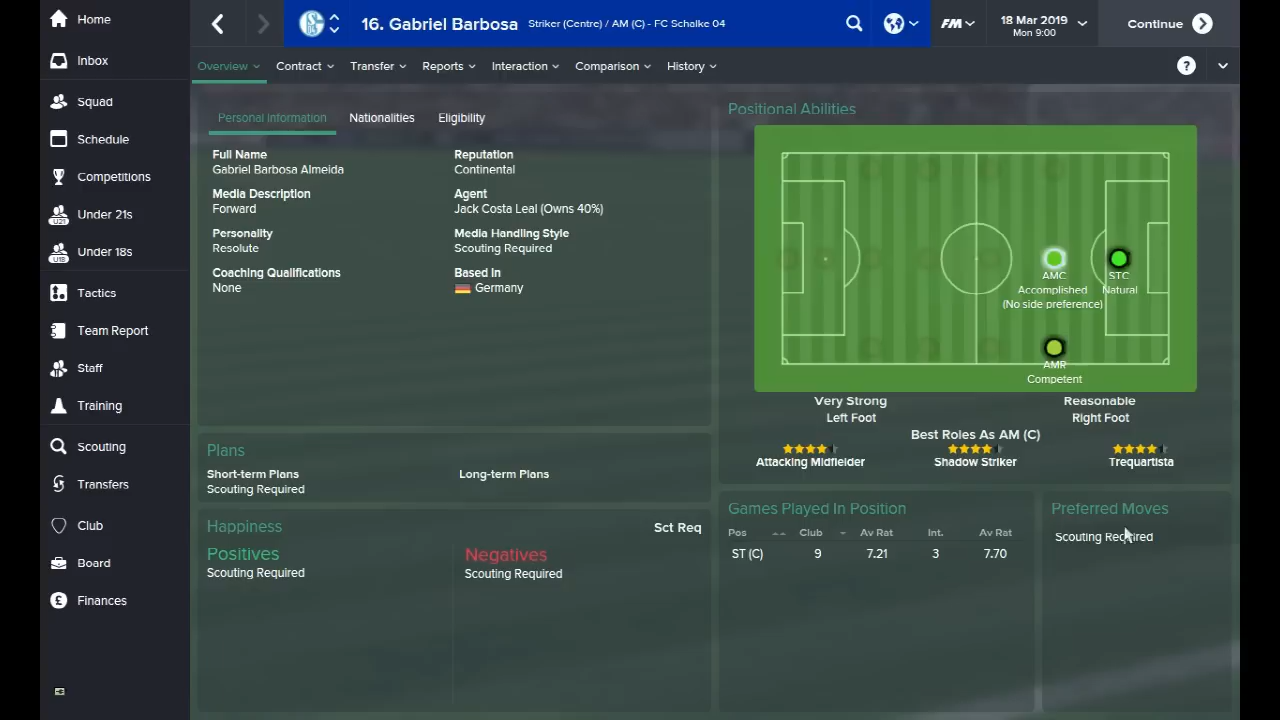 Home
Inbox
Squad
Schedule
Competitions
U21
Under 21s
U18
Under 18s
Tactics
Team Report
Staff
Training
Scouting
Transfers
Club
Board
£
Finances
16. Gabriel Barbosa
Striker (Centre) / AM (C) - FC Schalke 04
FM
18 Mar 2019
Mon 9:00
Continue
Overview
Contract
Transfer
Reports
Interaction
Comparison
History
?
Personal Information
Nationalities
Eligibility
Full Name
Gabriel Barbosa Almeida
Reputation
Continental
Media Description
Forward
Agent
Jack Costa Leal (Owns 40%)
Personality
Resolute
Media Handling Style
Scouting Required
Coaching Qualifications
None
Based In
Germany
Plans
Short-term Plans
Scouting Required
Long-term Plans
Happiness
Sct Req
Positives
Scouting Required
Negatives
Scouting Required
Positional Abilities
AMC
Accomplished
(No side preference)
STC
Natural
AMR
Competent
Very Strong
Left Foot
Reasonable
Right Foot
Best Roles As AM (C)
Attacking Midfielder
Shadow Striker
Trequartista
Games Played In Position
Pos Club Av Rat Int. Av Rat
ST (C) 9 7.21 3 7.70
Preferred Moves
Scouting Required